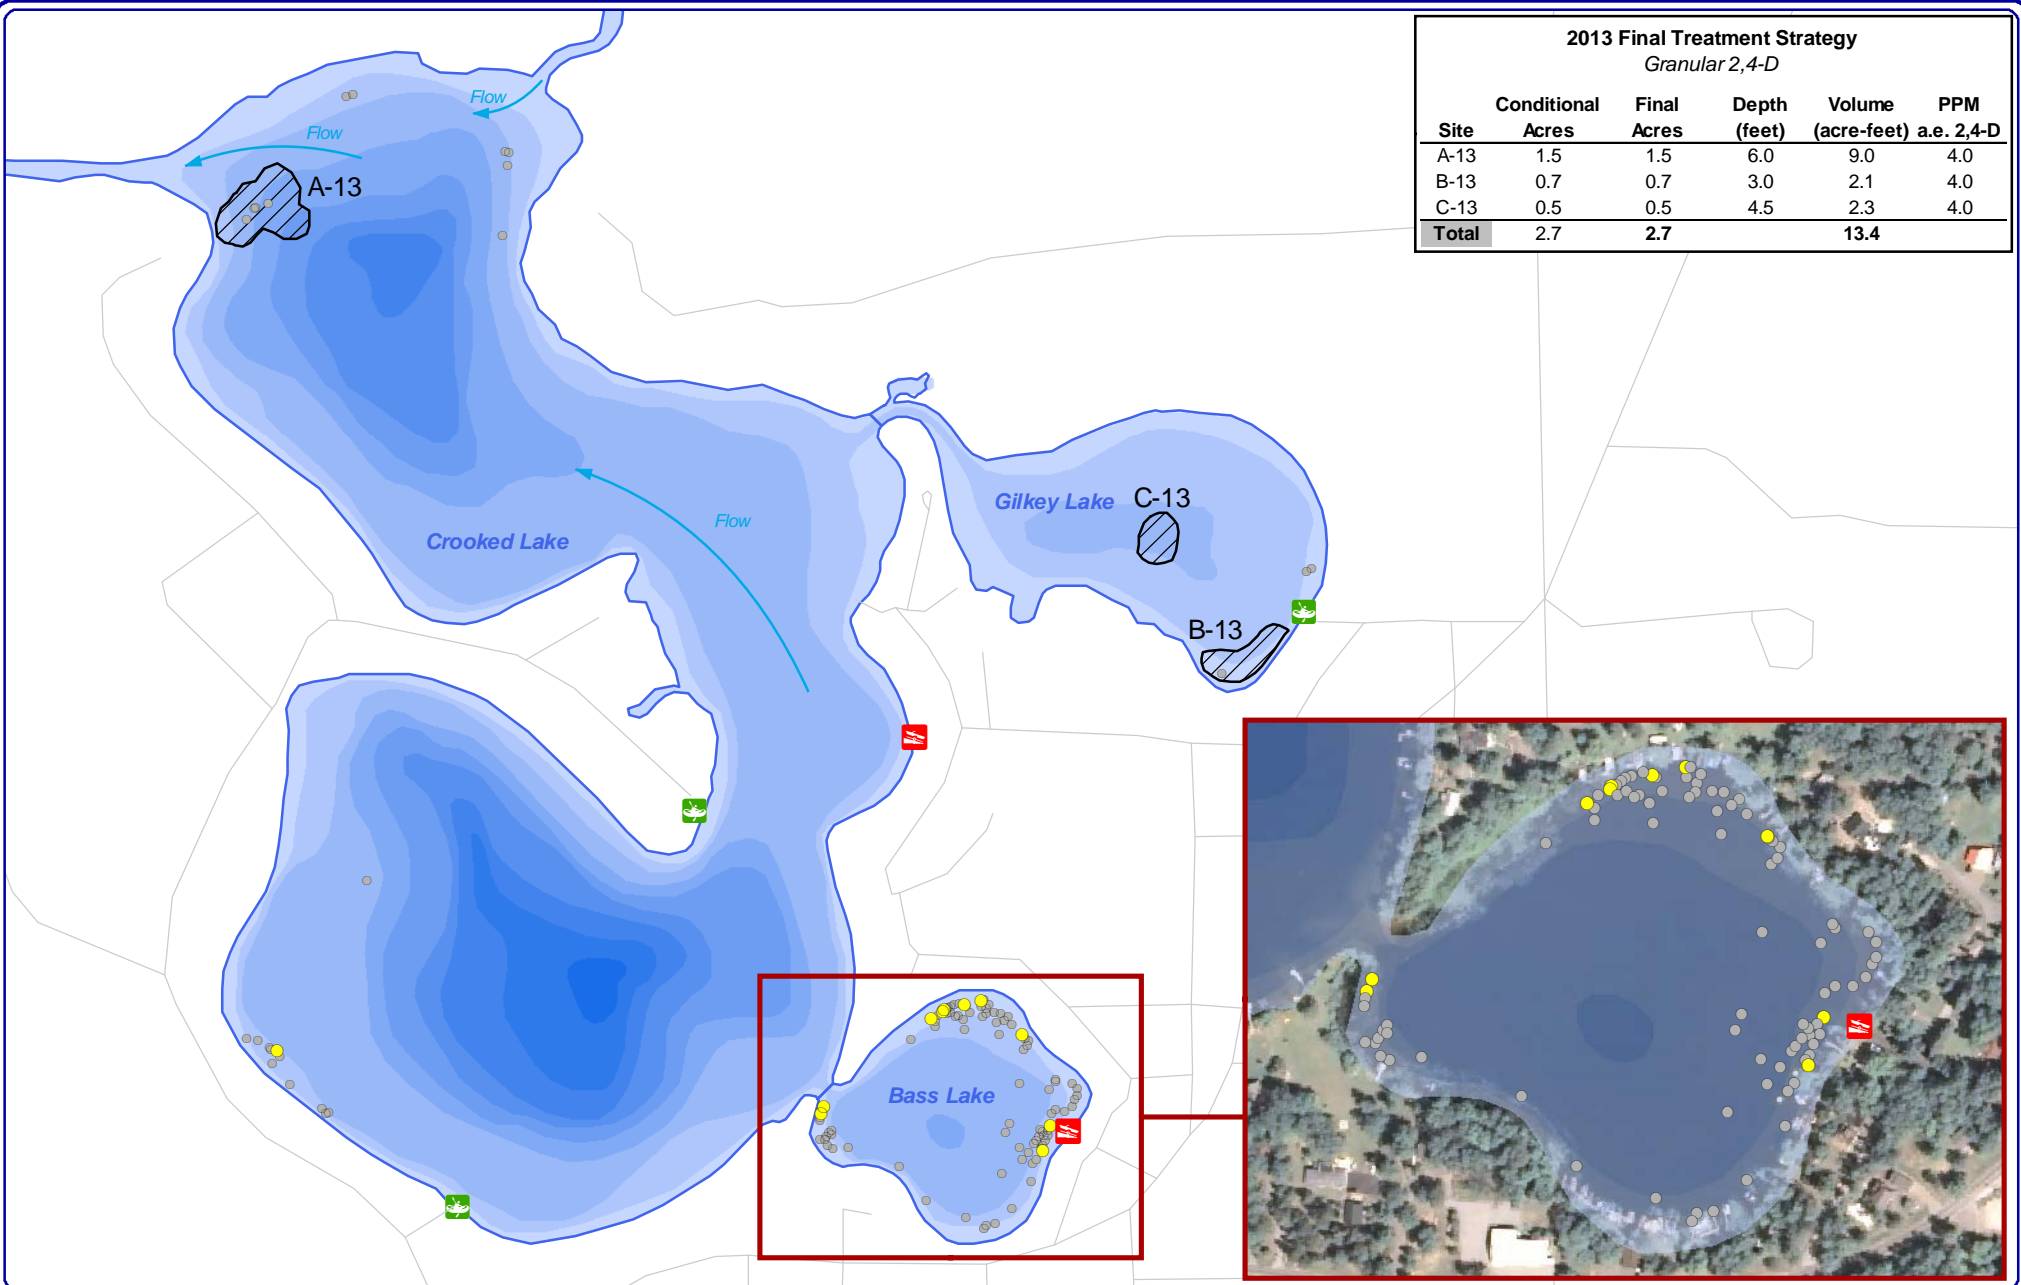 2013 Final Treatment Strategy
Granular 2,4-D
Conditional Final Depth Volume PPM
Site Acres Acres (feet) (acre-feet) a.e. 2,4-D
A-13 1.5 1.5 6.0 9.0 4.0
B-13 0.7 0.7 3.0 2.1 4.0
C-13 0.5 0.5 4.5 2.3 4.0
Total 2.7 2.7 13.4
Flow
Flow
A-13
Gilkey Lake
C-13
Flow
Crooked Lake
B-13
Bass Lake